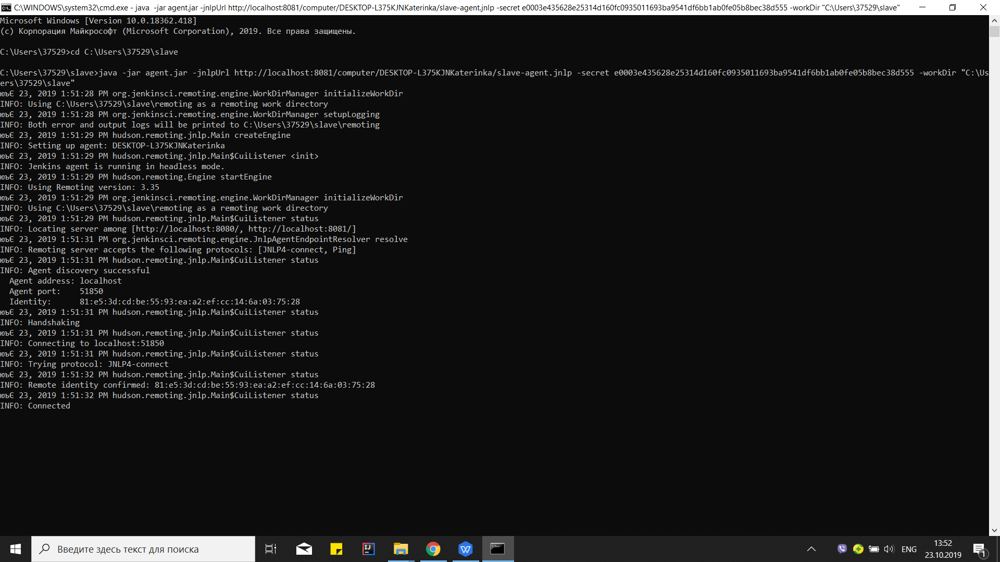 C:\WINDOWS\system32\cmd.exe - java  -jar agent.jar -jnlpUrl http://localhost:8081/computer/DESKTOP-L375KJNKaterinka/slave-agent.jnlp -secret e0003e435628e25314d160fc0935011693ba9541df6bb1ab0fe05b8bec38d555 -workDir "C:\Users\37529\slave"
Microsoft Windows [Version 10.0.18362.418]
(c) Корпорация Майкрософт (Microsoft Corporation), 2019. Все права защищены.
C:\Users\37529>cd C:\Users\37529\slave
C:\Users\37529\slave>java -jar agent.jar -jnlpUrl http://localhost:8081/computer/DESKTOP-L375KJNKaterinka/slave-agent.jnlp -secret e0003e435628e25314d160fc0935011693ba9541df6bb1ab0fe05b8bec38d555 -workDir "C:\Us
ers\37529\slave"
юъЄ 23, 2019 1:51:28 PM org.jenkinsci.remoting.engine.WorkDirManager initializeWorkDir
INFO: Using C:\Users\37529\slave\remoting as a remoting work directory
юъЄ 23, 2019 1:51:28 PM org.jenkinsci.remoting.engine.WorkDirManager setupLogging
INFO: Both error and output logs will be printed to C:\Users\37529\slave\remoting
юъЄ 23, 2019 1:51:29 PM hudson.remoting.jnlp.Main createEngine
INFO: Setting up agent: DESKTOP-L375KJNKaterinka
юъЄ 23, 2019 1:51:29 PM hudson.remoting.jnlp.Main$CuiListener <init>
INFO: Jenkins agent is running in headless mode.
юъЄ 23, 2019 1:51:29 PM hudson.remoting.Engine startEngine
INFO: Using Remoting version: 3.35
юъЄ 23, 2019 1:51:29 PM org.jenkinsci.remoting.engine.WorkDirManager initializeWorkDir
INFO: Using C:\Users\37529\slave\remoting as a remoting work directory
юъЄ 23, 2019 1:51:29 PM hudson.remoting.jnlp.Main$CuiListener status
INFO: Locating server among [http://localhost:8080/, http://localhost:8081/]
юъЄ 23, 2019 1:51:31 PM org.jenkinsci.remoting.engine.JnlpAgentEndpointResolver resolve
INFO: Remoting server accepts the following protocols: [JNLP4-connect, Ping]
юъЄ 23, 2019 1:51:31 PM hudson.remoting.jnlp.Main$CuiListener status
INFO: Agent discovery successful
  Agent address: localhost
  Agent port:    51850
  Identity:      81:e5:3d:cd:be:55:93:ea:a2:ef:cc:14:6a:03:75:28
юъЄ 23, 2019 1:51:31 PM hudson.remoting.jnlp.Main$CuiListener status
INFO: Handshaking
юъЄ 23, 2019 1:51:31 PM hudson.remoting.jnlp.Main$CuiListener status
INFO: Connecting to localhost:51850
юъЄ 23, 2019 1:51:31 PM hudson.remoting.jnlp.Main$CuiListener status
INFO: Trying protocol: JNLP4-connect
юъЄ 23, 2019 1:51:32 PM hudson.remoting.jnlp.Main$CuiListener status
INFO: Remote identity confirmed: 81:e5:3d:cd:be:55:93:ea:a2:ef:cc:14:6a:03:75:28
юъЄ 23, 2019 1:51:32 PM hudson.remoting.jnlp.Main$CuiListener status
INFO: Connected
Введите здесь текст для поиска
ENG
13:52
23.10.2019
1